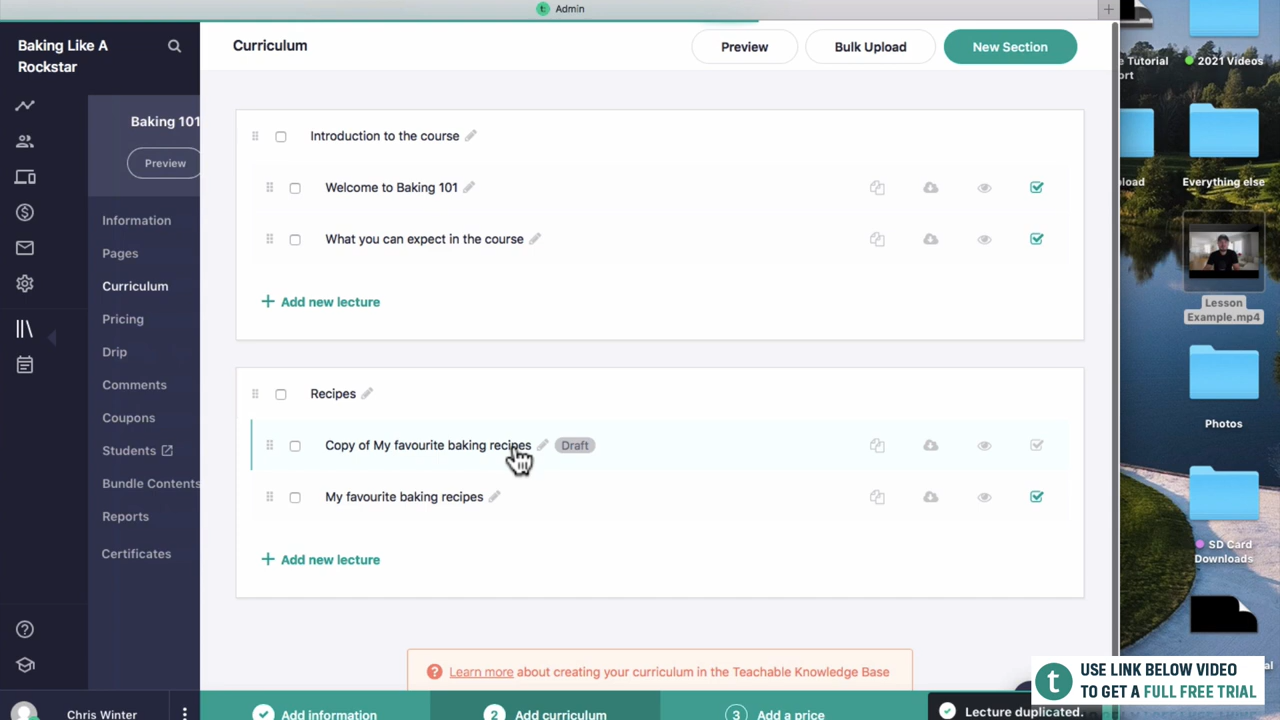 Admin
Baking Like A
Rockstar
Baking 101
Preview
Information
Pages
Curriculum
Pricing
Drip
Comments
Coupons
Students
Bundle Contents
Reports
Certificates
Chris Winter
Curriculum
Preview
Bulk Upload
New Section
Introduction to the course
Welcome to Baking 101
What you can expect in the course
Add new lecture
Recipes
Copy of My favourite baking recipes Draft
My favourite baking recipes
Add new lecture
Learn more about creating your curriculum in the Teachable Knowledge Base
Add information
2 Add curriculum
3 Add a price
Lecture duplicated.
Tutorial
2021 Videos
Everything else
Lesson
Example.mp4
Photos
SD Card
Downloads
t USE LINK BELOW VIDEO
TO GET A FULL FREE TRIAL